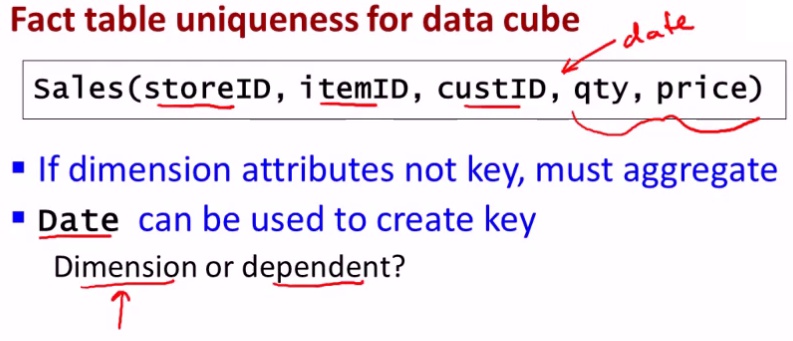 Fact table uniqueness for data cube
date
Sales(storeID, itemID, custID, qty, price)
▪ If dimension attributes not key, must aggregate
▪ Date can be used to create key
Dimension or dependent?